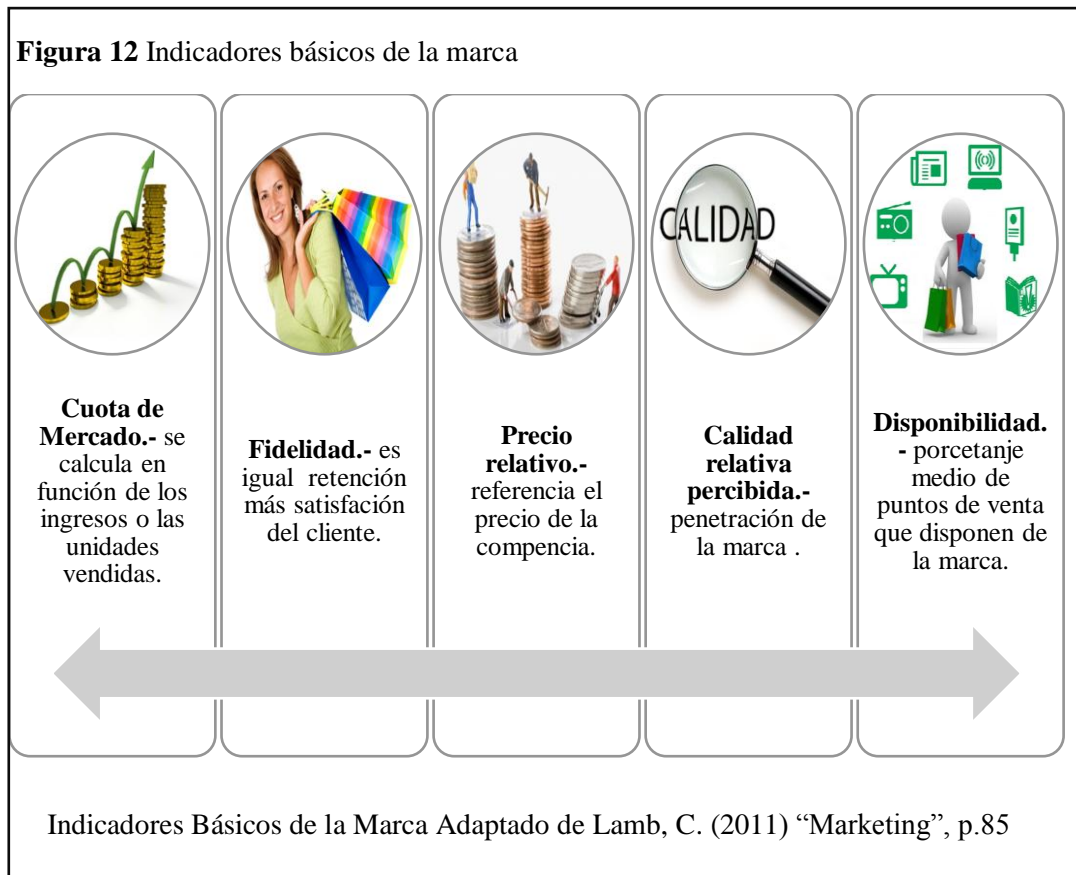 Figura 12 Indicadores básicos de la marca
CALIDAD
Cuota de
Mercado.- se
calcula en
función de los
ingresos o las
unidades
vendidas.
Fidelidad.- es
igual retención
más satisfacción
del cliente.
Precio
relativo.-
referencia el
precio de la
compencia.
Calidad
relativa
percibida.-
penetración de
la marca .
Disponibilidad.
- porcetanje
medio de
puntos de venta
que disponen de
la marca.
Indicadores Básicos de la Marca Adaptado de Lamb, C. (2011) “Marketing”, p.85